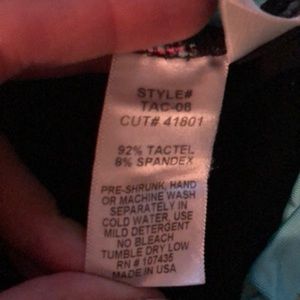 STYLE#
TAC-08
CUT# 41801
92% TACTEL
8% SPANDEX
PRE-SHRUNK, HAND
OR MACHINE WASH
SEPARATELY IN
COLD WATER, USE
MILD DETERGENT
NO BLEACH
TUMBLE DRY LOW
RN # 107435
MADE IN USA